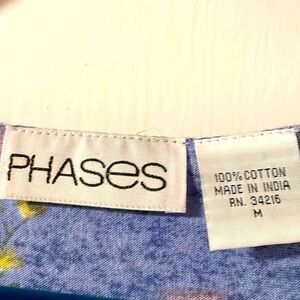 PHASES
100% COTTON
MADE IN INDIA
RN. 34216
M